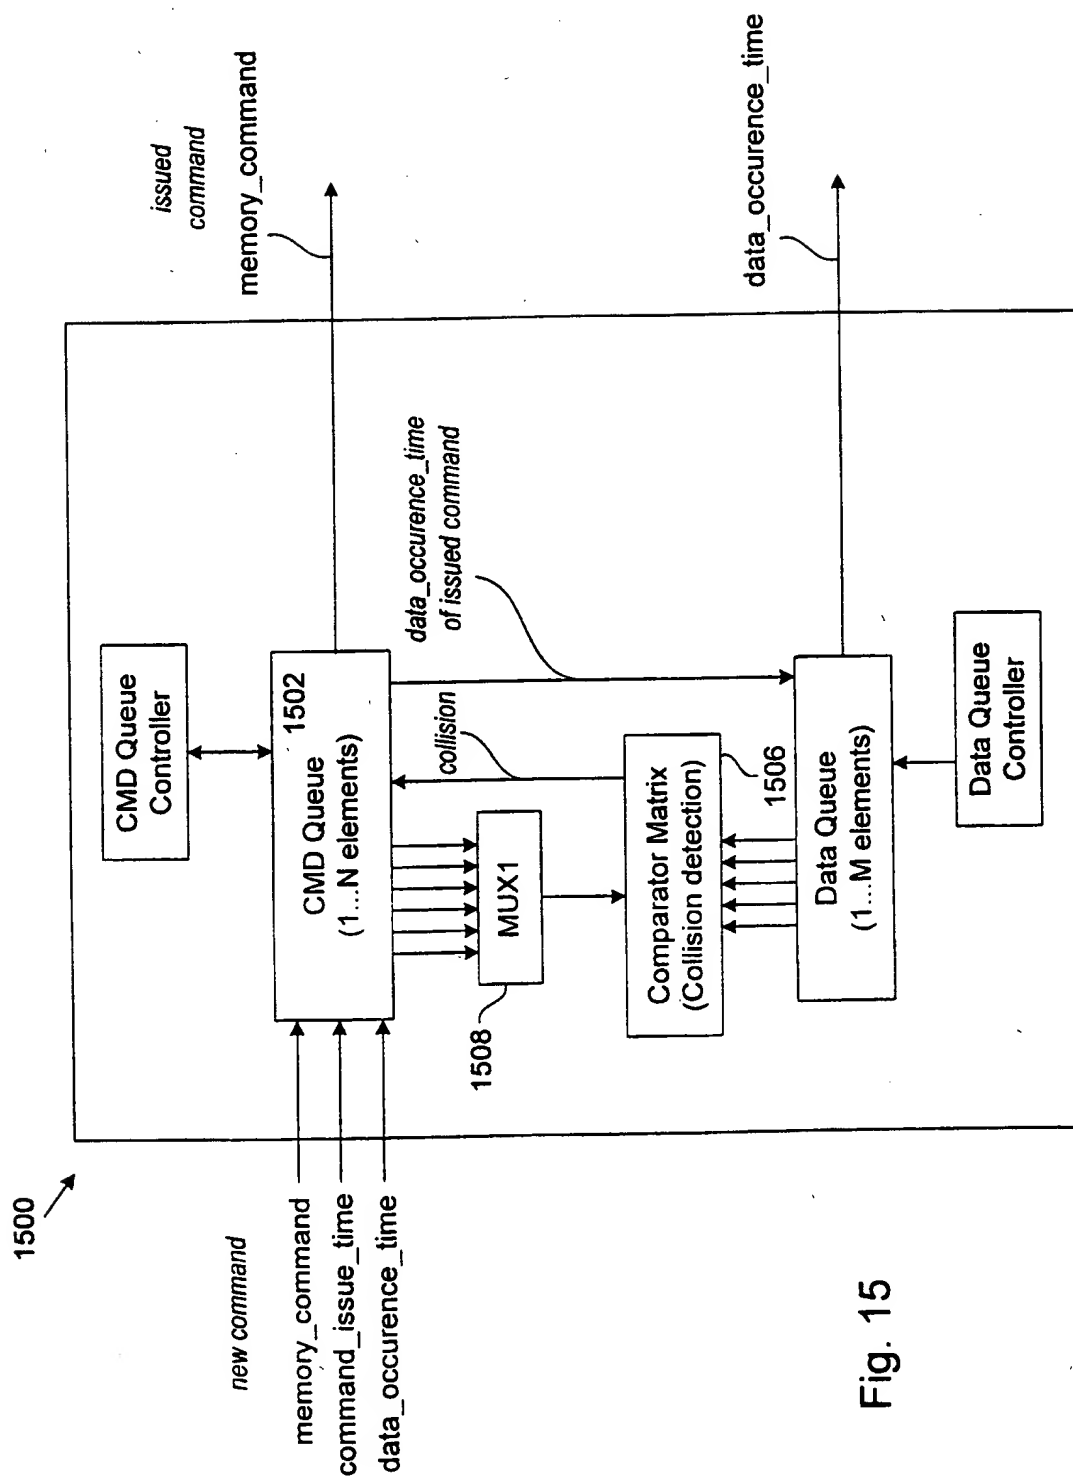 1500
new command
memory_command
command_issue_time
data_occurence_time
CMD Queue
Controller
1502
CMD Queue
(1...N elements)
issued
command
memory_command
collision
data_occurence_time
of issued command
MUX1
1508
Comparator Matrix
(Collision detection)
1506
Data Queue
(1...M elements)
data_occurence_time
Data Queue
Controller
Fig. 15